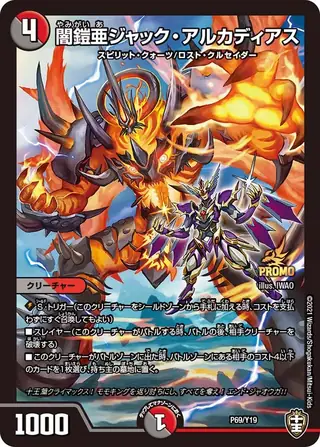 4
やみがい あ
闇鎧亜ジャック・アルカディアス
スピリット・クォーツ/ロスト・クルセイダー
PROMO
illus. IWAO
©2021 Wizards/Shogakukan/Mitsui-Kids
クリーチャー
S・トリガー(このクリーチャーをシールドゾーンから手札に加える時、コストを支払わずにすぐ召喚してもよい)
■スレイヤー(このクリーチャーがバトルする時、バトルの後、相手クリーチャーを破壊する)
■このクリーチャーがバトルゾーンに出た時、バトルゾーンにあるコスト4以下のカードを1枚選び、持ち主の墓地に置く。
十王篇クライマックス! モモキングを返り討ちにし、すべてを奪え! エンド・ジャオウガ!!
1000
1
P69/Y19